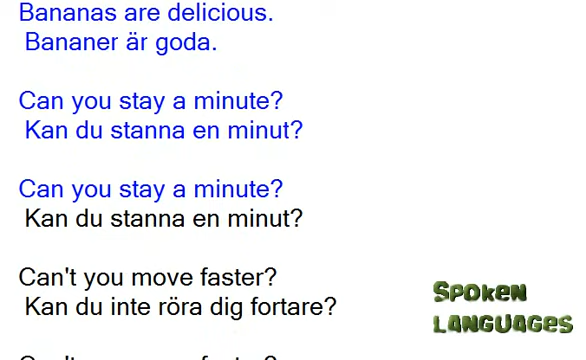 Bananas are delicious.
Bananer är goda.
Can you stay a minute?
Kan du stanna en minut?
Can you stay a minute?
Kan du stanna en minut?
Can't you move faster?
Kan du inte röra dig fortare?
Spoken
Languages